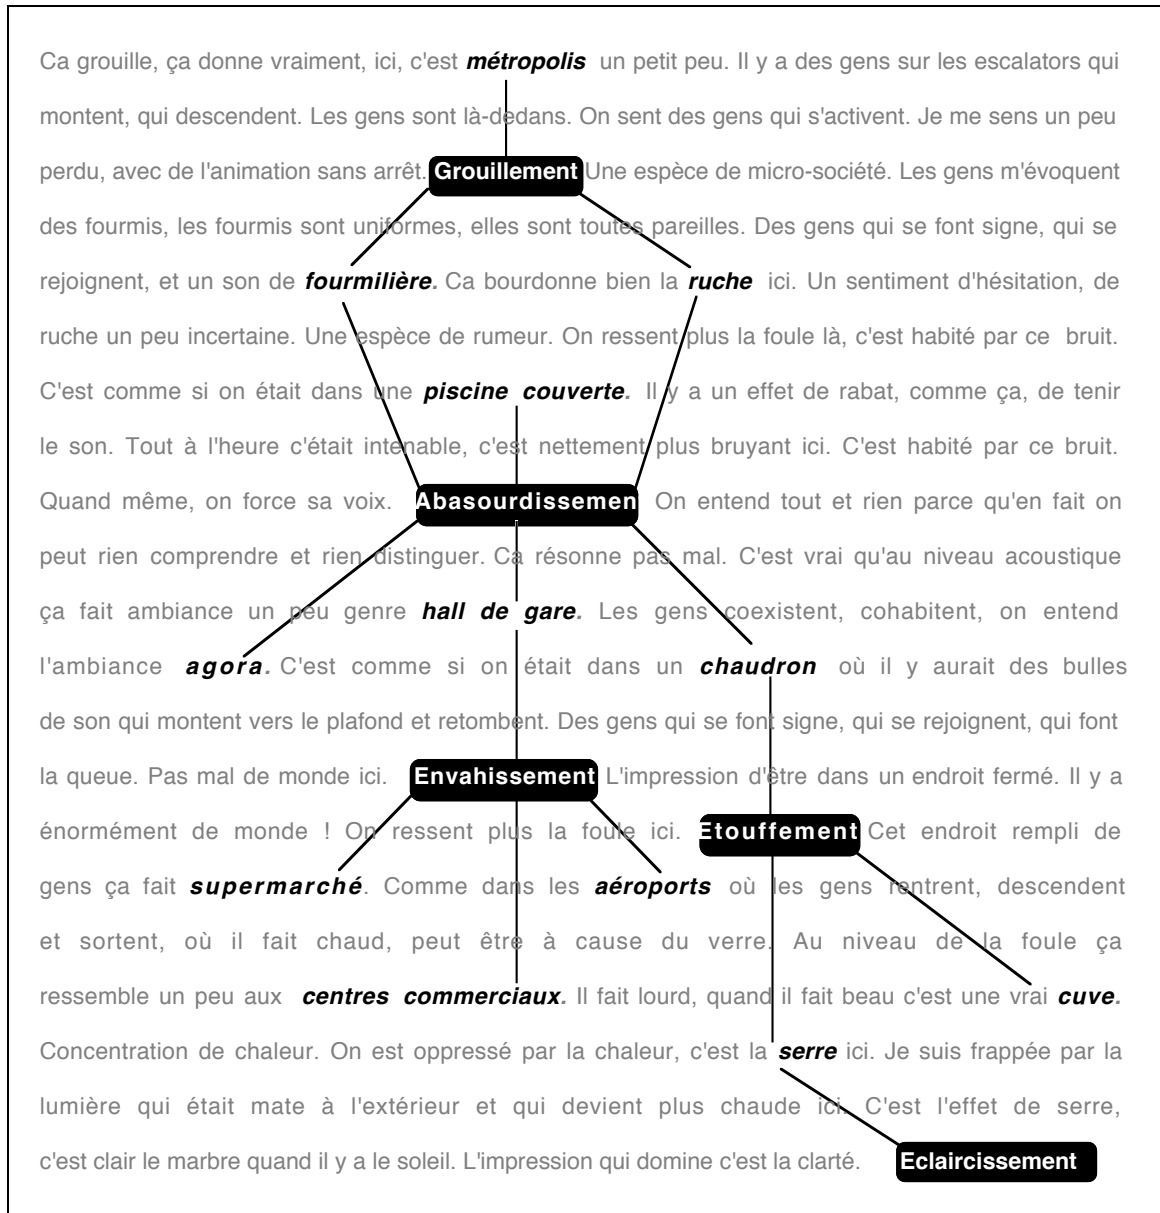 Ca grouille, ça donne vraiment, ici, c'est métropolis un petit peu. Il y a des gens sur les escalators qui
montent, qui descendent. Les gens sont là-dedans. On sent des gens qui s'activent. Je me sens un peu
perdu, avec de l'animation sans arrêt. Grouillement Une espèce de micro-société. Les gens m'évoquent
des fourmis, les fourmis sont uniformes, elles sont toutes pareilles. Des gens qui se font signe, qui se
rejoignent, et un son de fourmilière. Ca bourdonne bien la ruche ici. Un sentiment d'hésitation, de
ruche un peu incertaine. Une espèce de rumeur. On ressent plus la foule là, c'est habité par ce bruit.
C'est comme si on était dans une piscine couverte. Il y a un effet de rabat, comme ça, de tenir
le son. Tout à l'heure c'était intenable, c'est nettement plus bruyant ici. C'est habité par ce bruit.
Quand même, on force sa voix. Abasourdissemen On entend tout et rien parce qu'en fait on
peut rien comprendre et rien distinguer. Ca résonne pas mal. C'est vrai qu'au niveau acoustique
ça fait ambiance un peu genre hall de gare. Les gens coexistent, cohabitent, on entend
l'ambiance agora. C'est comme si on était dans un chaudron où il y aurait des bulles
de son qui montent vers le plafond et retombent. Des gens qui se font signe, qui se rejoignent, qui font
la queue. Pas mal de monde ici. Envahissement L'impression d'être dans un endroit fermé. Il y a
énormément de monde ! On ressent plus la foule ici. Etouffement Cet endroit rempli de
gens ça fait supermarché. Comme dans les aéroports où les gens rentrent, descendent
et sortent, où il fait chaud, peut être à cause du verre. Au niveau de la foule ça
ressemble un peu aux centres commerciaux. Il fait lourd, quand il fait beau c'est une vrai cuve.
Concentration de chaleur. On est oppressé par la chaleur, c'est la serre ici. Je suis frappée par la
lumière qui était mate à l'extérieur et qui devient plus chaude ici. C'est l'effet de serre,
c'est clair le marbre quand il y a le soleil. L'impression qui domine c'est la clarté. Eclaircissement